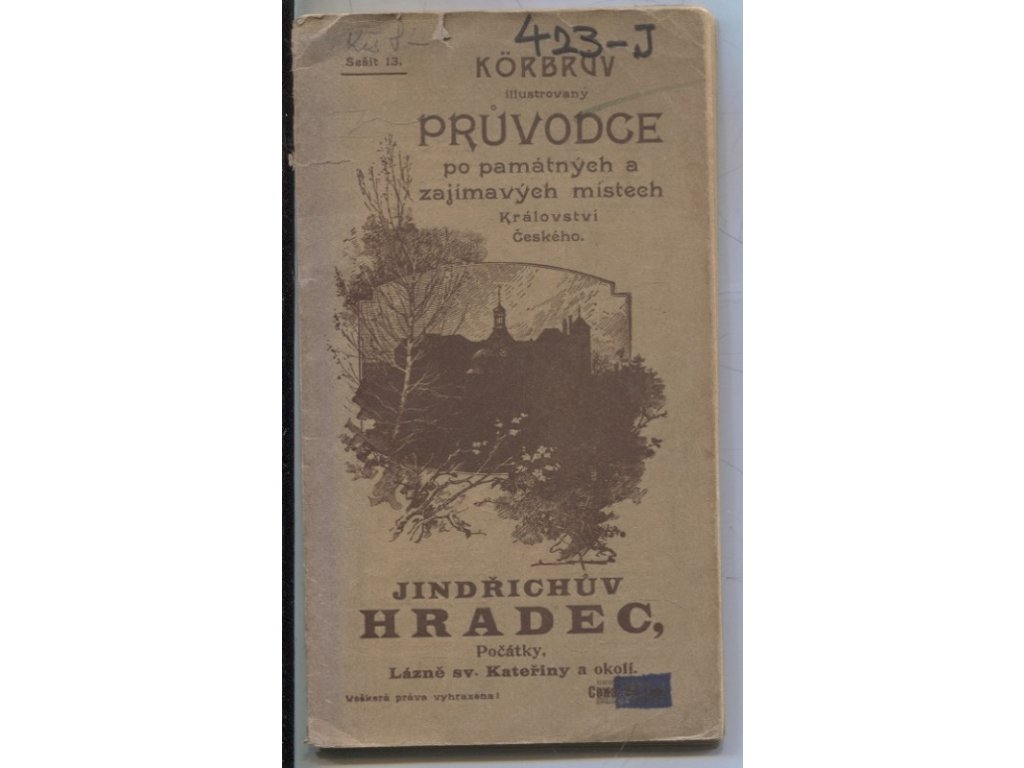 423-J
Sešit 13.
KÖRBRŮV
illustrovaný
PRŮVODCE
po památných a
zajímavých místech
Království
Českého.
JINDŘICHŮV
HRADEC,
Počátky,
Lázně sv. Kateřiny a okolí.
Veškerá práva vyhrazena!
Cena